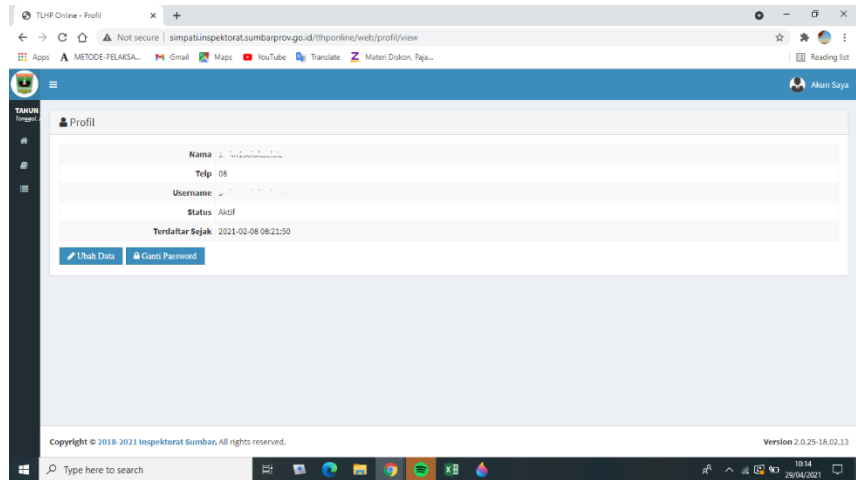 TLHP Online - Profil
Not secure | simpati.inspektorat.sumbarprov.go.id/tlhponline/web/profil/view
Apps METODE-PELAKSA... Gmail Maps YouTube Translate Materi Diskon, Paja... Reading list
Akun Saya
TAHUN
Tanggal
Profil
Nama
Telp 08
Username
Status Aktif
Terdaftar Sejak 2021-02-08 08:21:50
Ubah Data Ganti Password
Copyright © 2018-2021 Inspektorat Sumbar. All rights reserved. Version 2.0.25-18.02.13
Type here to search
10:14
29/04/2021